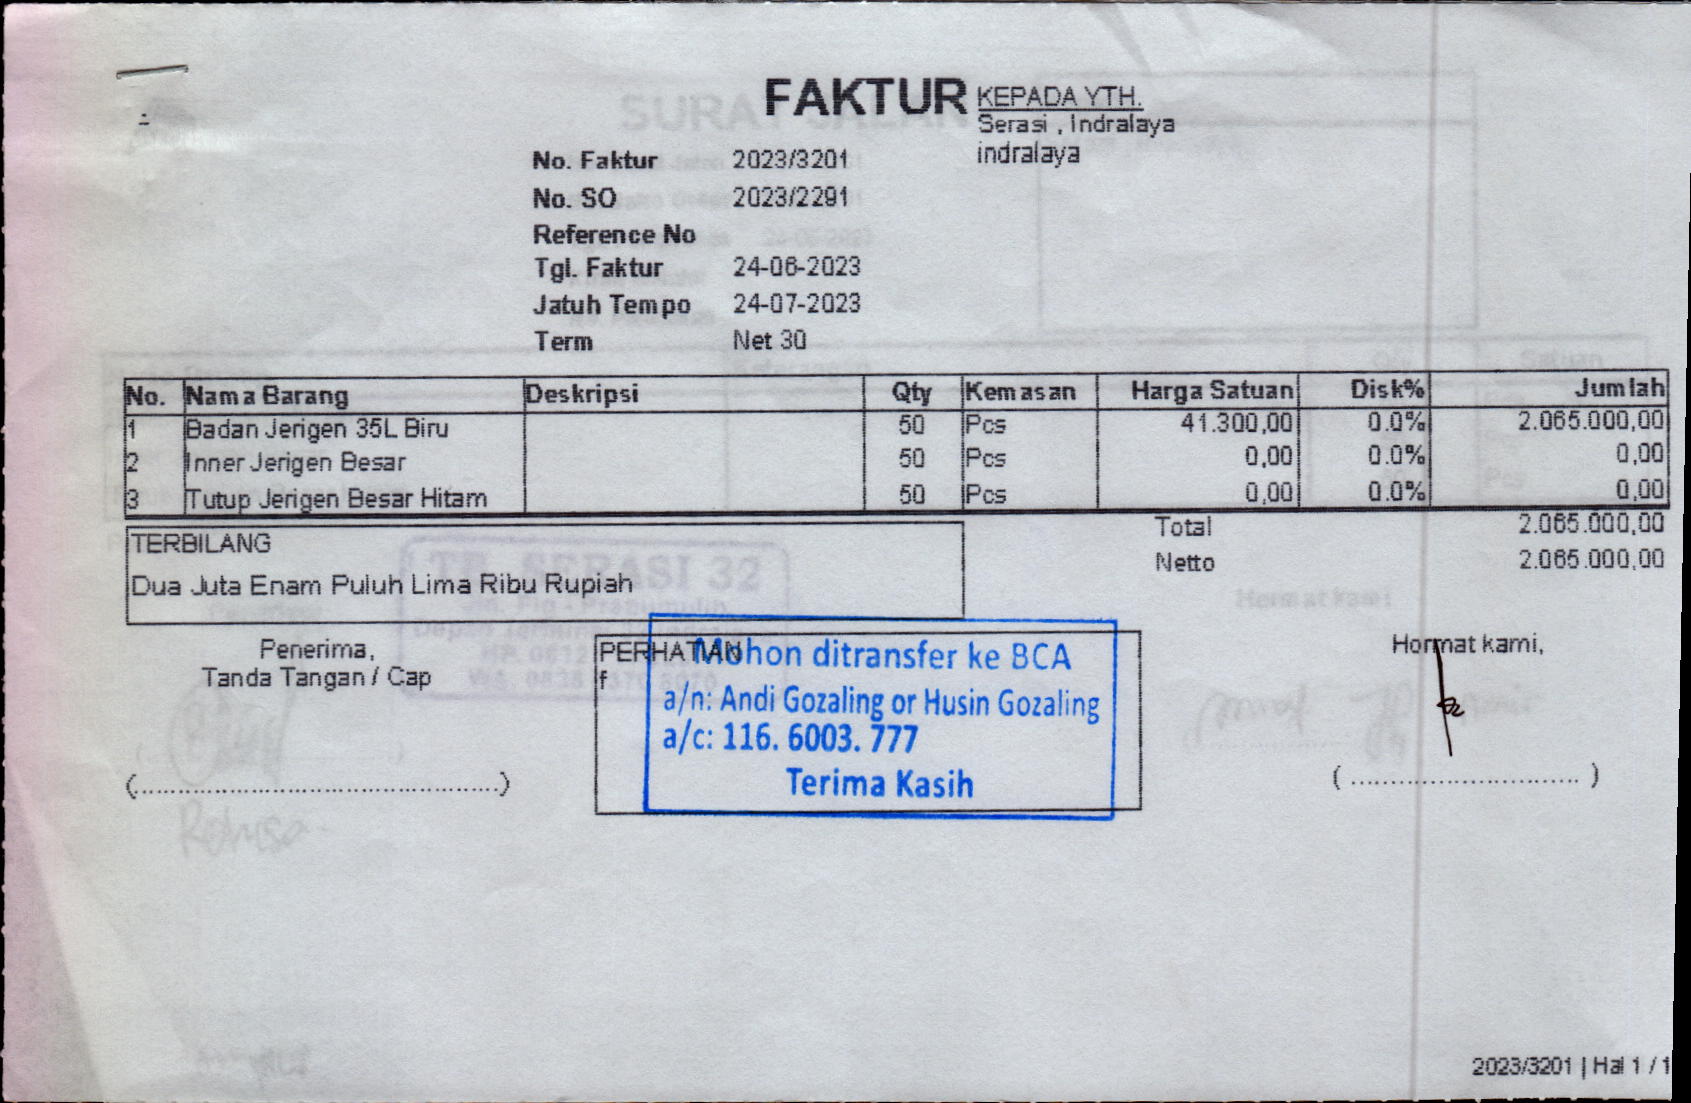 FAKTUR
KEPADA YTH.
Serasi , Indralaya
indralaya
No. Faktur 2023/3201
No. SO 2023/2291
Reference No
Tgl. Faktur 24-06-2023
Jatuh Tempo 24-07-2023
Term Net 30
No. Nama Barang Deskripsi Qty Kemasan Harga Satuan Disk% Jumlah
1 Badan Jerigen 35L Biru 50 Pcs 41.300,00 0.0% 2.065.000,00
2 Inner Jerigen Besar 50 Pcs 0,00 0.0% 0,00
3 Tutup Jerigen Besar Hitam 50 Pcs 0,00 0.0% 0,00
Total 2.065.000,00
Netto 2.065.000,00
TERBILANG
Dua Juta Enam Puluh Lima Ribu Rupiah
Penerima,
Tanda Tangan / Cap
(................................................)
PERHATIAN
f
Mohon ditransfer ke BCA
a/n: Andi Gozaling or Husin Gozaling
a/c: 116. 6003. 777
Terima Kasih
Hormat kami,
( .............................. )
2023/3201 | Hal 1 / 1